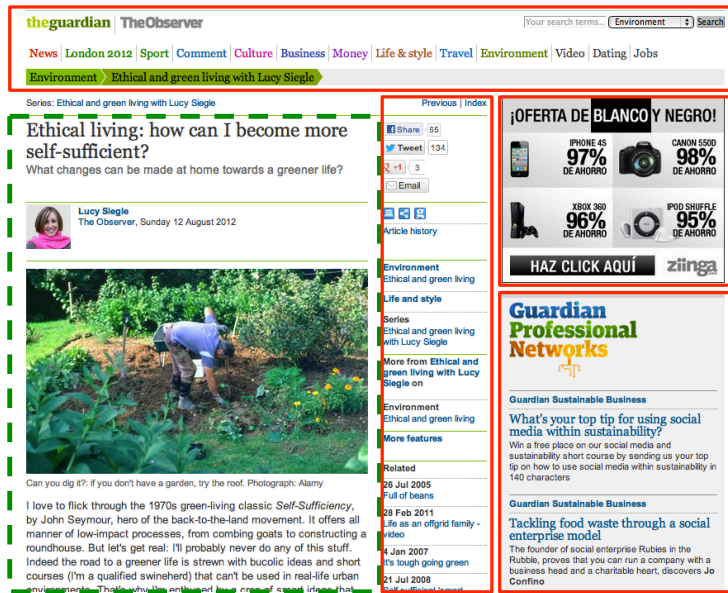 theguardian | TheObserver
Your search terms... Environment Search
News London 2012 Sport Comment Culture Business Money Life & style Travel Environment Video Dating Jobs
Environment Ethical and green living with Lucy Siegle
Series: Ethical and green living with Lucy Siegle
Previous | Index
Ethical living: how can I become more
self-sufficient?
What changes can be made at home towards a greener life?
Lucy Siegle
The Observer, Sunday 12 August 2012
Can you dig it?: if you don't have a garden, try the roof. Photograph: Alamy
I love to flick through the 1970s green-living classic Self-Sufficiency,
by John Seymour, hero of the back-to-the-land movement. It offers all
manner of low-impact processes, from combing goats to constructing a
roundhouse. But let's get real: I'll probably never do any of this stuff.
Indeed the road to a greener life is strewn with bucolic ideas and short
courses (I'm a qualified swineherd) that can't be used in real-life urban
environments. That's why I'm enthused by a crop of smart ideas that
Share 65
Tweet 134
+1 3
Email
Article history
Environment
Ethical and green living
Life and style
Series
Ethical and green living
with Lucy Siegle
More from Ethical and
green living with Lucy
Siegle on
Environment
Ethical and green living
More features
Related
26 Jul 2005
Full of beans
28 Feb 2011
Life as an offgrid family -
video
4 Jan 2007
It's tough going green
21 Jul 2008
Self-sufficient 'smart
¡OFERTA DE BLANCO Y NEGRO!
IPHONE 4S
97%
DE AHORRO
CANON 550D
98%
DE AHORRO
XBOX 360
96%
DE AHORRO
IPOD SHUFFLE
95%
DE AHORRO
HAZ CLICK AQUÍ
ziinga
Guardian
Professional
Networks
Guardian Sustainable Business
What's your top tip for using social
media within sustainability?
Win a free place on our social media and
sustainability short course by sending us your top
tip on how to use social media within sustainability in
140 characters
Guardian Sustainable Business
Tackling food waste through a social
enterprise model
The founder of social enterprise Rubies in the
Rubble, proves that you can run a company with a
business head and a charitable heart, discovers Jo
Confino